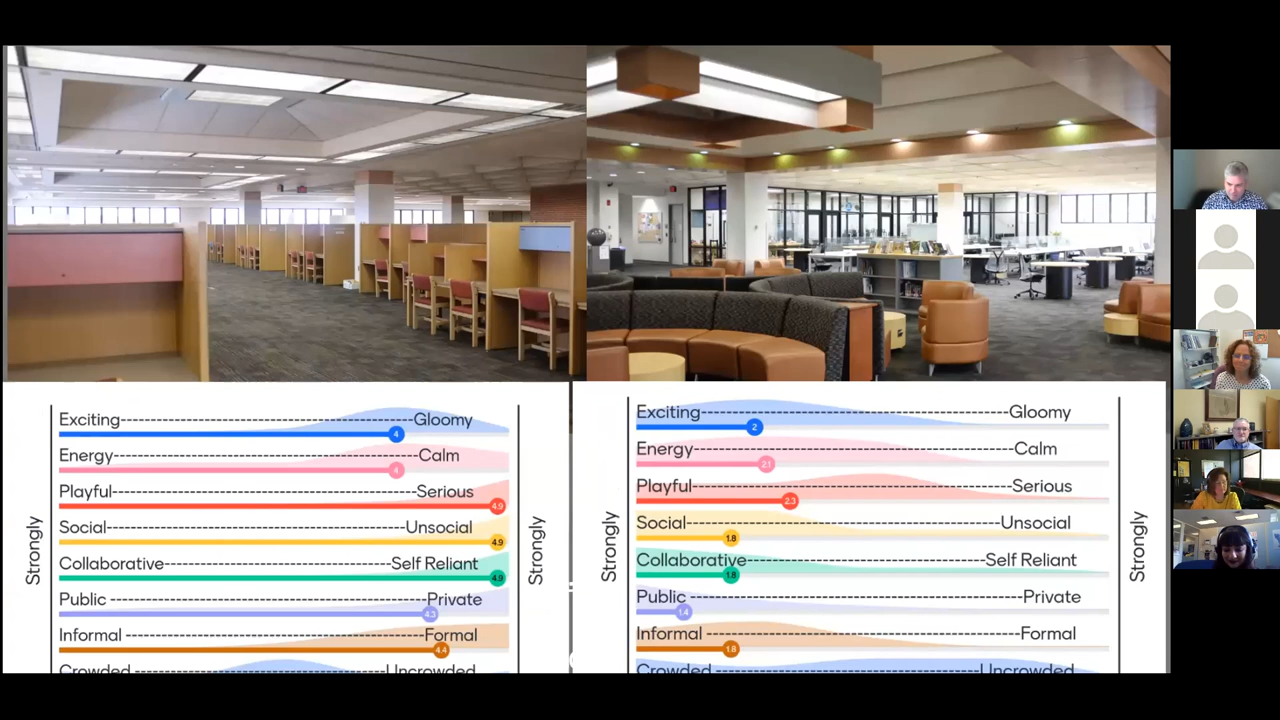 Exciting--------Gloomy
4
Energy--------Calm
4
Playful--------Serious
4.9
Social--------Unsocial
4.9
Collaborative--------Self Reliant
4.9
Public --------Private
4.3
Informal --------Formal
4.4
Crowded --------Uncrowded
Strongly
Strongly
Exciting--------Gloomy
2
Energy--------Calm
2.1
Playful--------Serious
2.3
Social--------Unsocial
1.8
Collaborative--------Self Reliant
1.8
Public --------Private
1.4
Informal --------Formal
1.8
Crowded --------Uncrowded
Strongly
Strongly